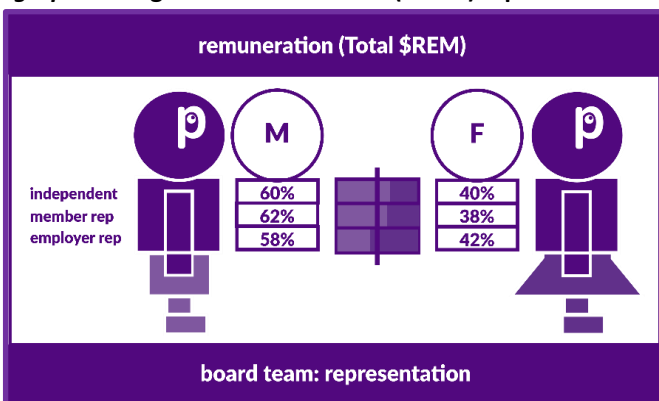 remuneration (Total $REM)
p M F p
independent 60% 40%
member rep 62% 38%
employer rep 58% 42%
board team: representation